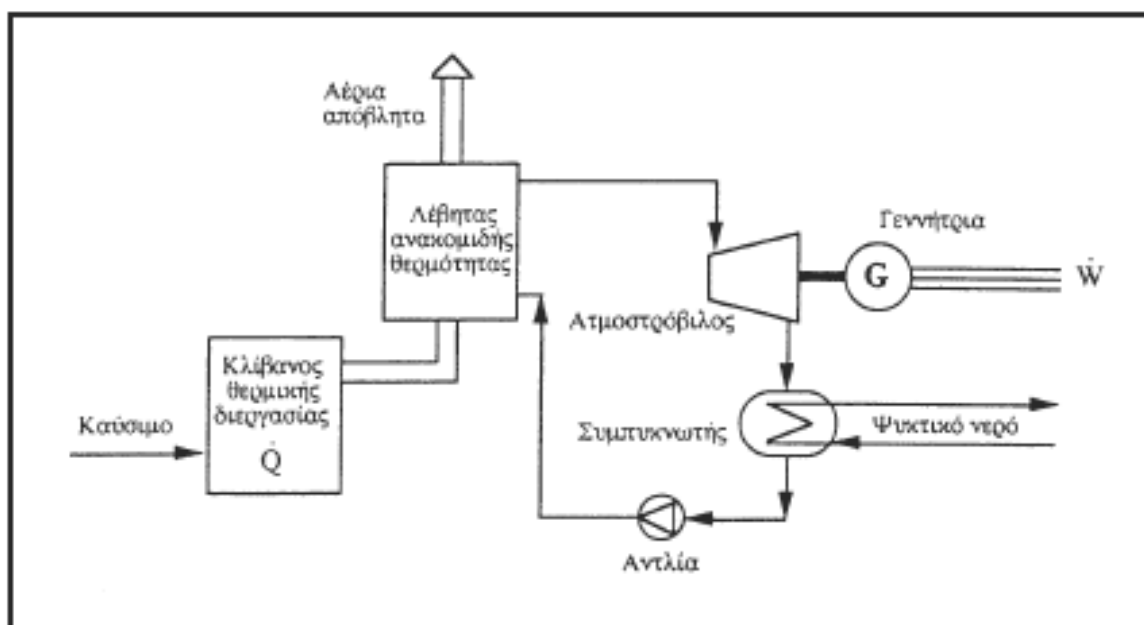 Αέρια
απόβλητα
Λέβητας
ανακομιδής
θερμότητας
Γεννήτρια
G
Ẇ
Ατμοστρόβιλος
Κλίβανος
θερμικής
διεργασίας
Q̇
Καύσιμο
Συμπυκνωτής
Ψυκτικό νερό
Αντλία